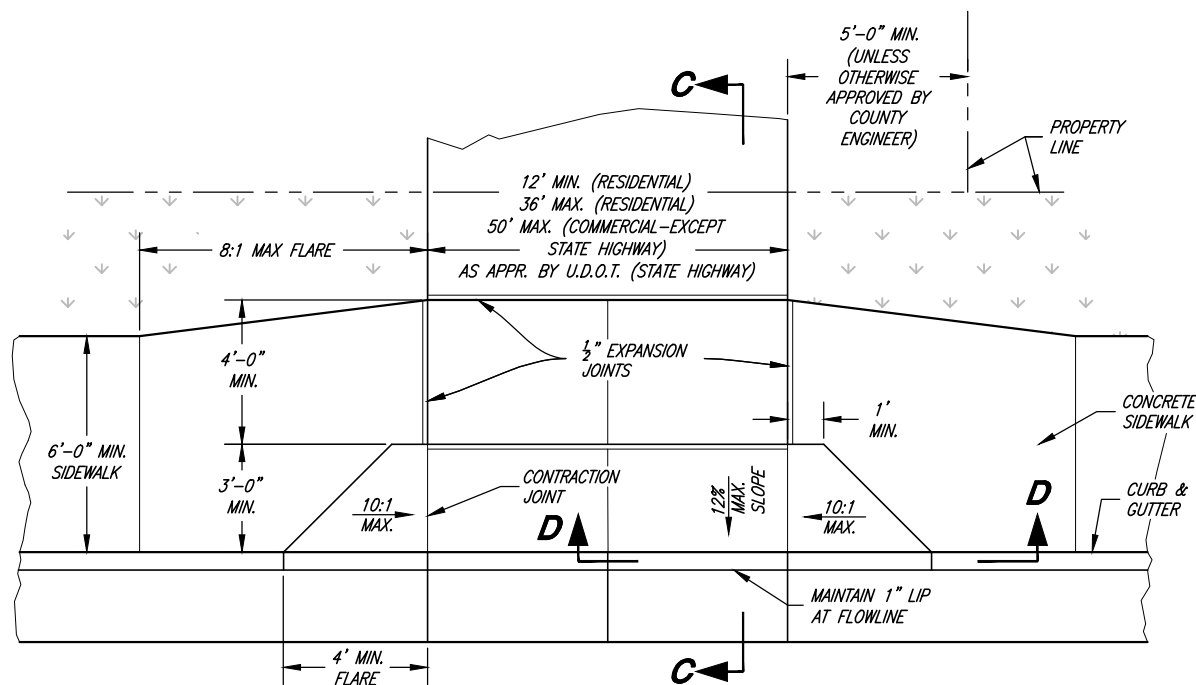 5'-0" MIN.
(UNLESS
OTHERWISE
APPROVED BY
COUNTY
ENGINEER)
C
PROPERTY
LINE
12' MIN. (RESIDENTIAL)
36' MAX. (RESIDENTIAL)
50' MAX. (COMMERCIAL-EXCEPT
STATE HIGHWAY)
AS APPR. BY U.D.O.T. (STATE HIGHWAY)
8:1 MAX FLARE
4'-0"
MIN.
1/2" EXPANSION
JOINTS
1'
MIN.
CONCRETE
SIDEWALK
6'-0" MIN.
SIDEWALK
3'-0"
MIN.
CONTRACTION
JOINT
12%
MAX.
SLOPE
10:1
MAX.
10:1
MAX.
D
D
CURB &
GUTTER
MAINTAIN 1" LIP
AT FLOWLINE
4' MIN.
FLARE
C